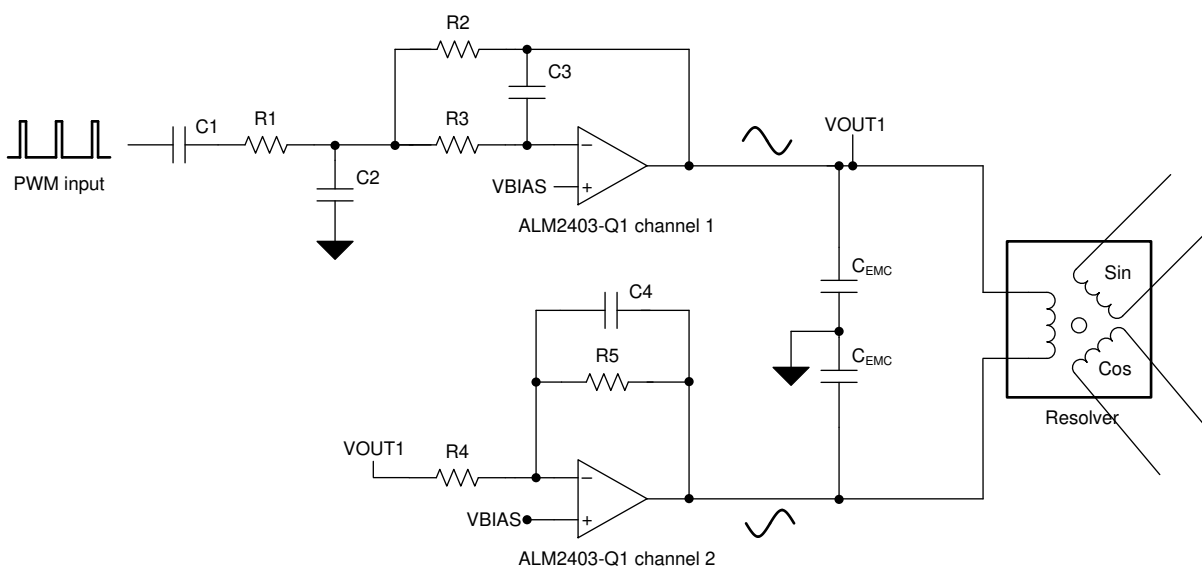 R2
C3
C1
R1
R3
PWM input
C2
VBIAS
−
+
ALM2403-Q1 channel 1
VOUT1
CEMC
CEMC
Sin
Cos
Resolver
C4
R5
VOUT1
R4
VBIAS
−
+
ALM2403-Q1 channel 2